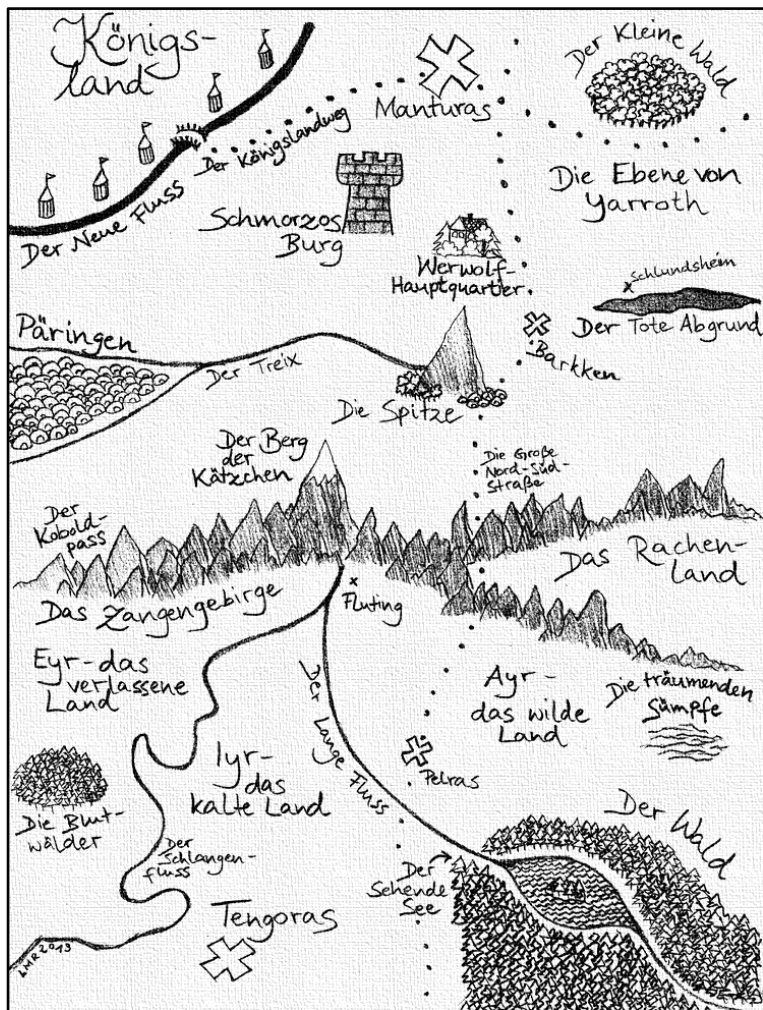 Königs-
land
Der Kleine Wald
Manturas
Der Königslandweg
Der Neue Fluss
Die Ebene von
Yarroth
Schmorzos
Burg
Werwolf-
Hauptquartier
Schlundsheim
x
Der Tote Abgrund
Päringen
Der Treix
Barkken
Die Spitze
Der Berg
der
Kätzchen
Die Große
Nord-Süd-
Straße
Der
Kobold-
pass
Das Rachen-
land
Das Zangengebirge
x
Fluting
Eyr-das
verlassene
Land
Ayr-
das wilde
Land
Die träumenden
Sümpfe
Der Lange Fluss
Iyr-
das
kalte Land
Pelras
Die Blut-
wälder
Der Wald
Der
Schlangen-
fluss
Der
Sehende
See
Tengoras
LMR 2013